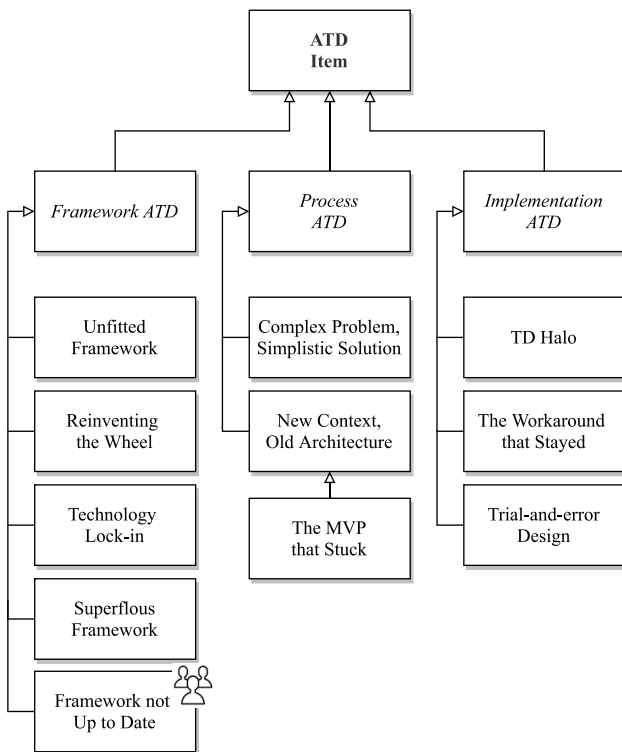 ATD
Item
Framework ATD
Process
ATD
Implementation
ATD
Unfitted
Framework
Complex Problem,
Simplistic Solution
TD Halo
Reinventing
the Wheel
New Context,
Old Architecture
The Workaround
that Stayed
Technology
Lock-in
The MVP
that Stuck
Trial-and-error
Design
Superflous
Framework
Framework not
Up to Date